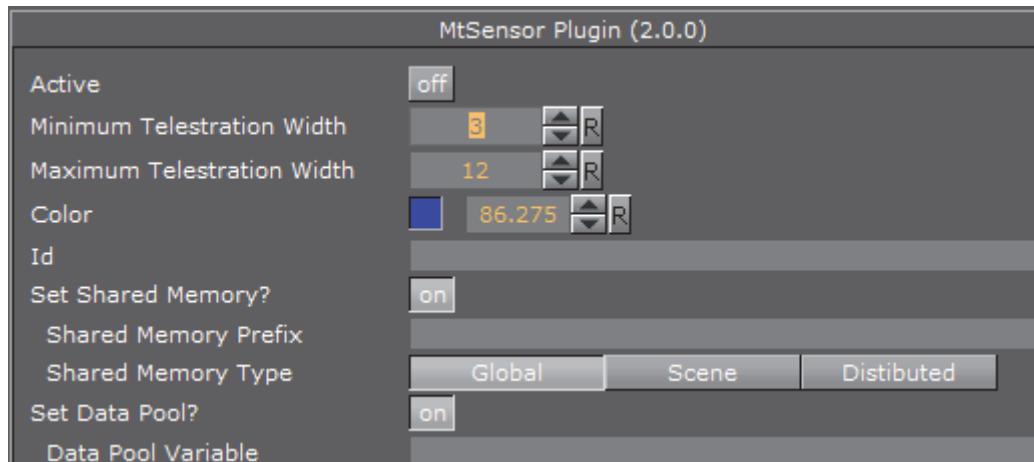 MtSensor Plugin (2.0.0)
Active off
Minimum Telestration Width 3 R
Maximum Telestration Width 12 R
Color 86.275 R
Id
Set Shared Memory? on
Shared Memory Prefix
Shared Memory Type Global Scene Distibuted
Set Data Pool? on
Data Pool Variable